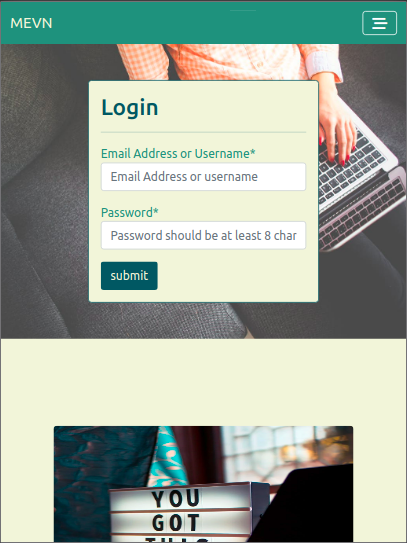 MEVN
Login
Email Address or Username*
Email Address or username
Password*
Password should be at least 8 char
submit
YOU
GOT
THIS